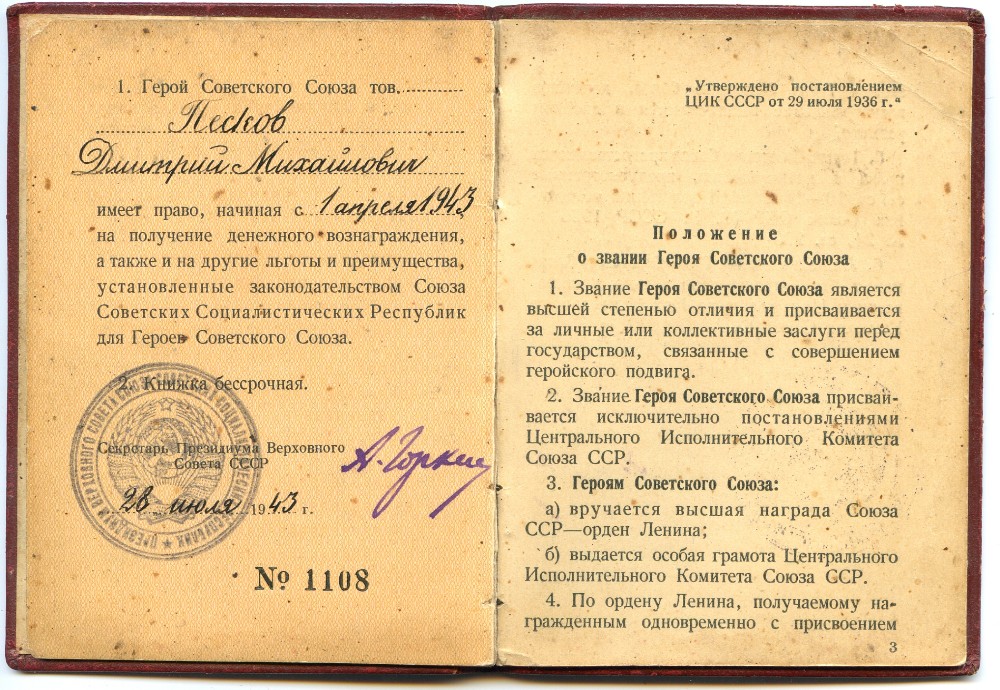 1. Герой Советского Союза тов.
Песков
Дмитрий Михайлович
имеет право, начиная с 1 апреля 1943
на получение денежного вознаграждения,
а также и на другие льготы и преимущества,
установленные законодательством Союза
Советских Социалистических Республик
для Героев Советского Союза.
2. Книжка бессрочная.
Секретарь Президиума Верховного
Совета СССР
А. Горкин
28 июля 1943 г.
№ 1108
„Утверждено постановлением
ЦИК СССР от 29 июля 1936 г.“
Положение
о звании Героя Советского Союза
1. Звание Героя Советского Союза является
высшей степенью отличия и присваивается
за личные или коллективные заслуги перед
государством, связанные с совершением
геройского подвига.
2. Звание Героя Советского Союза присваи-
вается исключительно постановлениями
Центрального Исполнительного Комитета
Союза ССР.
3. Героям Советского Союза:
а) вручается высшая награда Союза
ССР—орден Ленина;
б) выдается особая грамота Центрального
Исполнительного Комитета Союза ССР.
4. По ордену Ленина, получаемому на-
гражденным одновременно с присвоением
3